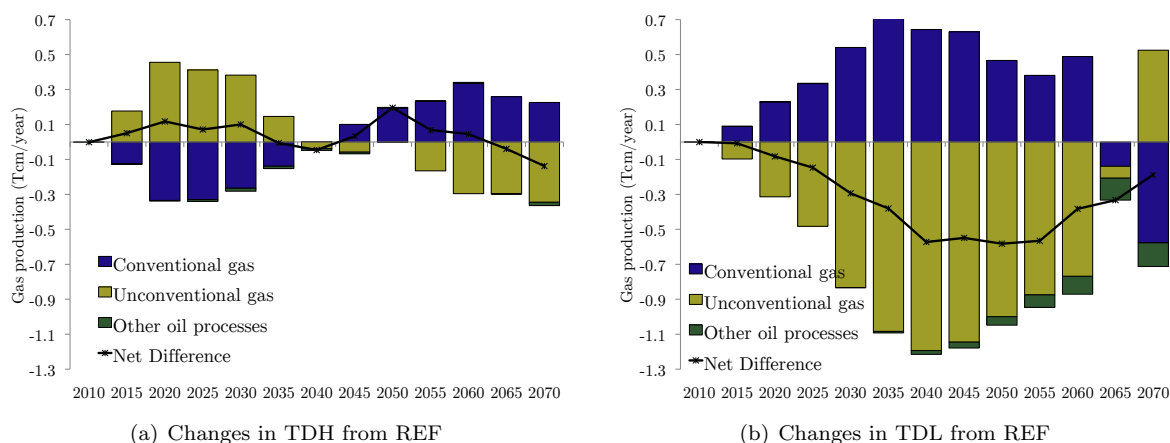 Gas production (Tcm/year)
0.7
0.5
0.3
0.1
-0.1
-0.3
-0.5
-0.7
-0.9
-1.1
-1.3
Conventional gas
Unconventional gas
Other oil processes
Net Difference
2010 2015 2020 2025 2030 2035 2040 2045 2050 2055 2060 2065 2070
(a) Changes in TDH from REF
Gas production (Tcm/year)
0.7
0.5
0.3
0.1
-0.1
-0.3
-0.5
-0.7
-0.9
-1.1
-1.3
Conventional gas
Unconventional gas
Other oil processes
Net Difference
2010 2015 2020 2025 2030 2035 2040 2045 2050 2055 2060 2065 2070
(b) Changes in TDL from REF